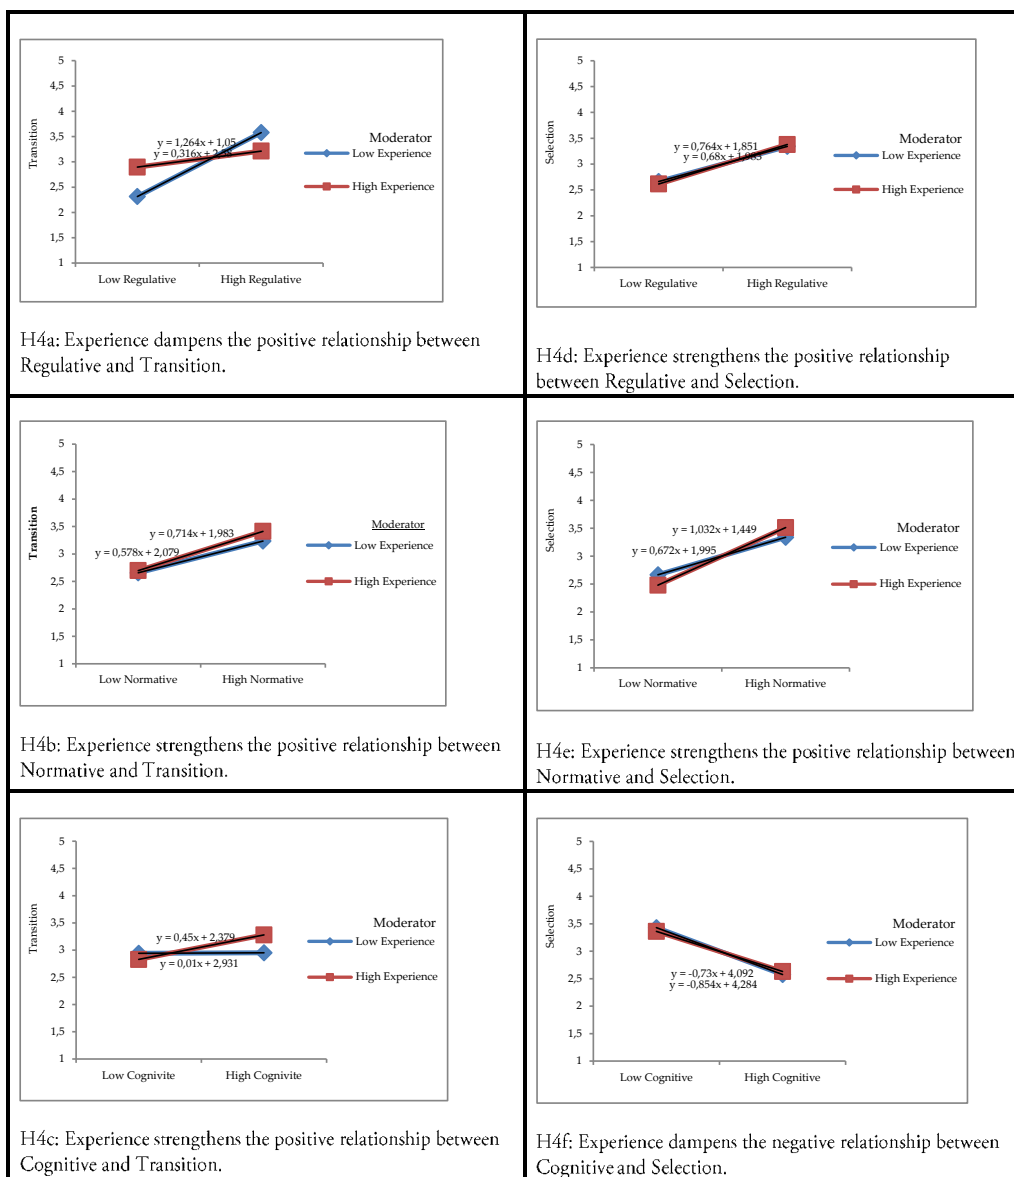 5
4,5
4
3,5
3
2,5
2
1,5
1
Transition
y = 1,264x + 1,05
y = 0,316x +
Low Regulative High Regulative
Moderator
Low Experience
High Experience
H4a: Experience dampens the positive relationship between
Regulative and Transition.
5
4,5
4
3,5
3
2,5
2
1,5
1
Selection
y = 0,764x + 1,851
y = 0,68x + 1,985
Low Regulative High Regulative
Moderator
Low Experience
High Experience
H4d: Experience strengthens the positive relationship
between Regulative and Selection.
5
4,5
4
3,5
3
2,5
2
1,5
1
Transition
y = 0,714x + 1,983
y = 0,578x + 2,079
Low Normative High Normative
Moderator
Low Experience
High Experience
H4b: Experience strengthens the positive relationship between
Normative and Transition.
5
4,5
4
3,5
3
2,5
2
1,5
1
Selection
y = 1,032x + 1,449
y = 0,672x + 1,995
Low Normative High Normative
Moderator
Low Experience
High Experience
H4e: Experience strengthens the positive relationship between
Normative and Selection.
5
4,5
4
3,5
3
2,5
2
1,5
1
Transition
y = 0,45x + 2,379
y = 0,01x + 2,931
Low Cognivite High Cognivite
Moderator
Low Experience
High Experience
H4c: Experience strengthens the positive relationship between
Cognitive and Transition.
5
4,5
4
3,5
3
2,5
2
1,5
1
Selection
y = -0,73x + 4,092
y = -0,854x + 4,284
Low Cognitive High Cognitive
Moderator
Low Experience
High Experience
H4f: Experience dampens the negative relationship between
Cognitive and Selection.